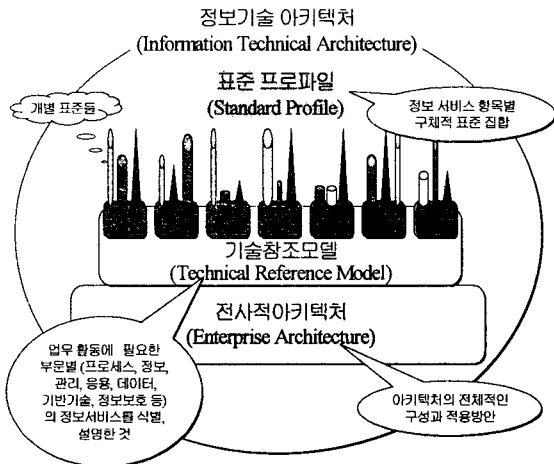 정보기술 아키텍처
(Information Technical Architecture)
표준 프로파일
(Standard Profile)
개별 표준들
정보 서비스 항목별
구체적 표준 집합
기술참조모델
(Technical Reference Model)
전사적아키텍처
(Enterprise Architecture)
업무 활동에 필요한
부문별 (프로세스, 정보,
관리, 응용, 데이터,
기반기술, 정보보호 등)
의 정보서비스를 식별,
설명한 것
아키텍처의 전체적인
구성과 적용방안